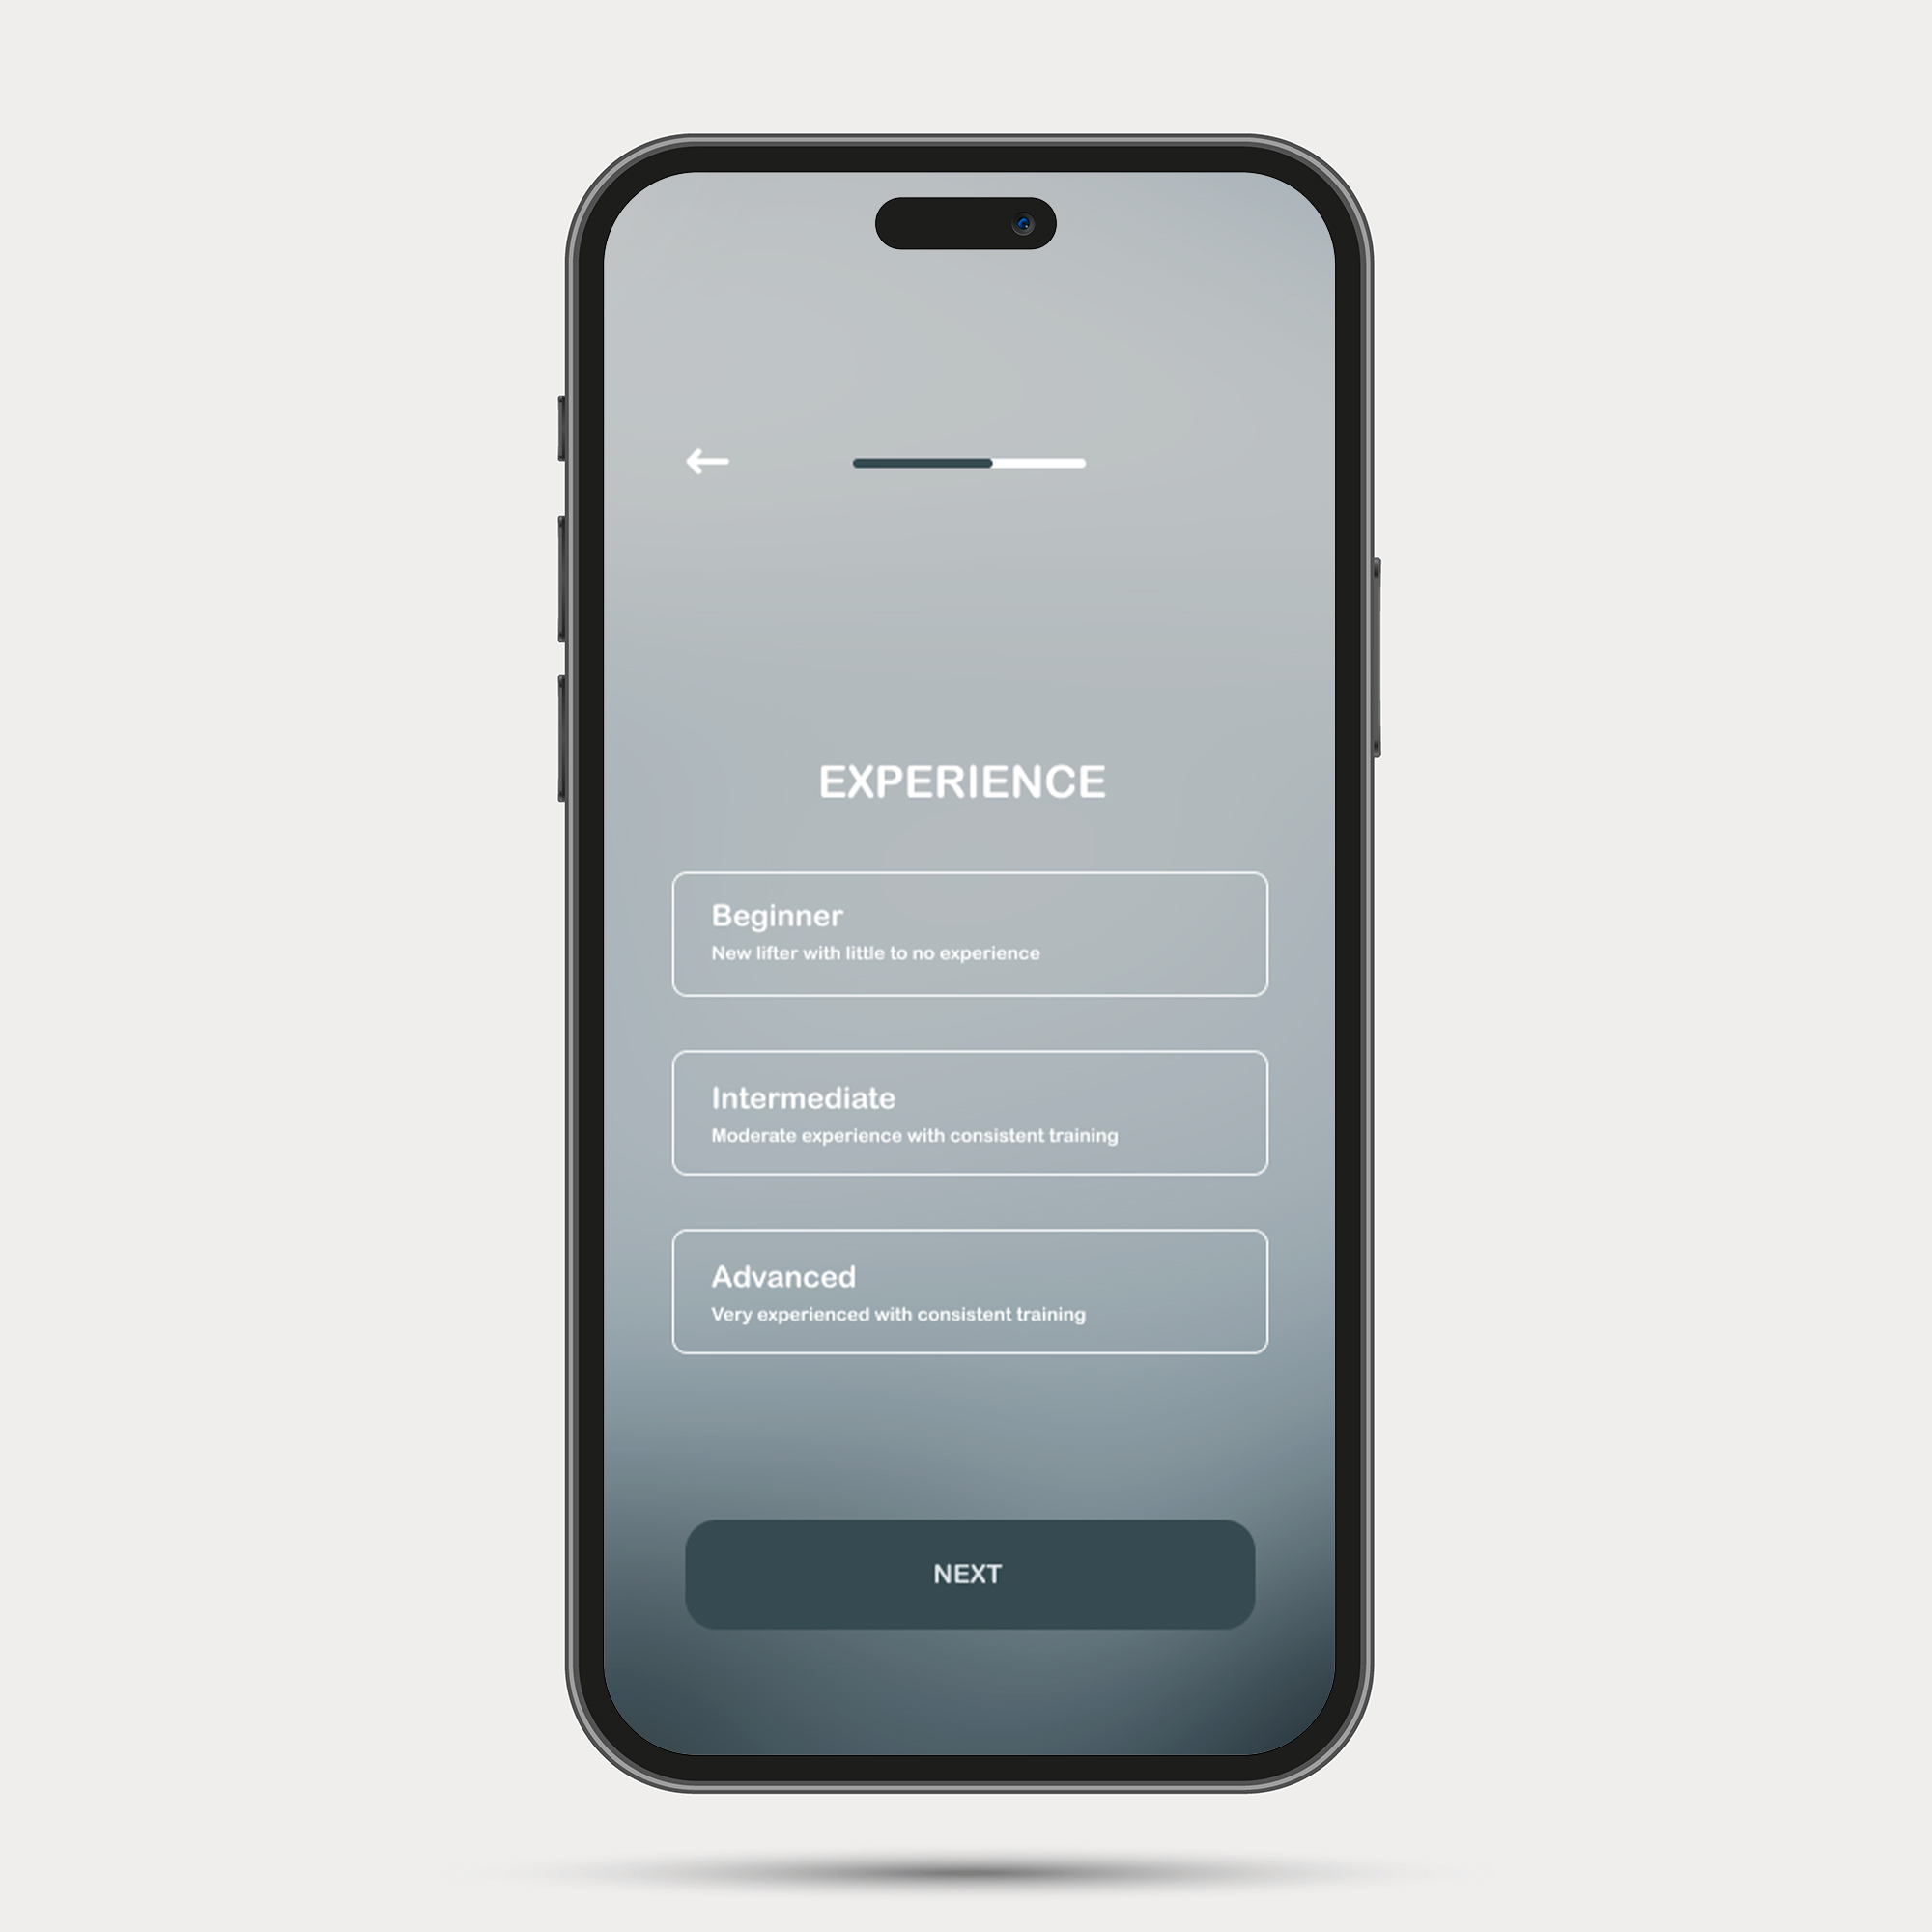 EXPERIENCE
Beginner
New lifter with little to no experience
Intermediate
Moderate experience with consistent training
Advanced
Very experienced with consistent training
NEXT